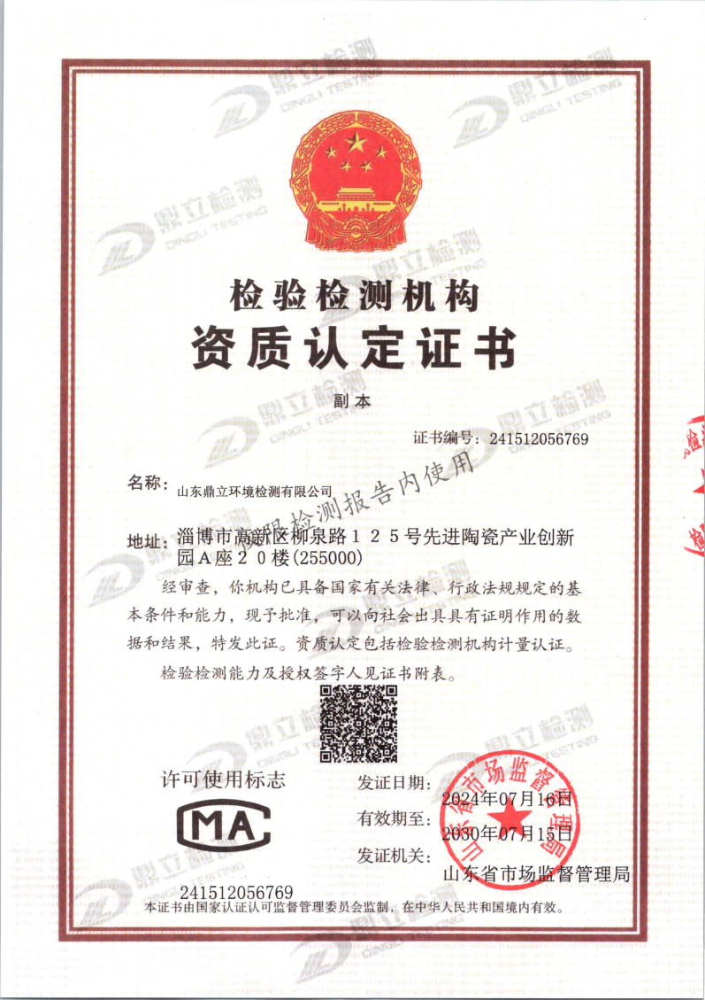 检验检测机构
资质认定证书
副本
证书编号：241512056769
名称：山东鼎立环境检测有限公司
仅限检测报告内使用
地址：淄博市高新区柳泉路１２５号先进陶瓷产业创新
园Ａ座２０楼(255000)
经审查，你机构已具备国家有关法律、行政法规规定的基
本条件和能力，现予批准，可以向社会出具具有证明作用的数
据和结果，特发此证。资质认定包括检验检测机构计量认证。
检验检测能力及授权签字人见证书附表。
许可使用标志
MA
241512056769
发证日期：2024年07月16日
有效期至：2030年07月15日
发证机关：山东省市场监督管理局
山东省市场监督管理局
本证书由国家认证认可监督管理委员会监制，在中华人民共和国境内有效。
鼎立检测
DINGLI TESTING